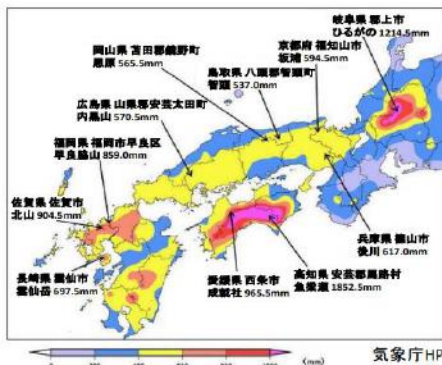 岐阜県 郡上市
ひるがの 1214.5mm
岡山県 苫田郡鏡野町
恩原 565.5mm
京都府 福知山市
坂浦 594.5mm
鳥取県 八頭郡智頭町
智頭 537.0mm
広島県 山県郡安芸太田町
内黒山 570.5mm
福岡県 福岡市早良区
早良脇山 859.0mm
佐賀県 佐賀市
北山 904.5mm
長崎県 雲仙市
雲仙岳 697.5mm
愛媛県 西条市
成就社 965.5mm
高知県 安芸郡馬路村
魚梁瀬 1852.5mm
兵庫県 篠山市
後川 617.0mm
(mm)
気象庁HP